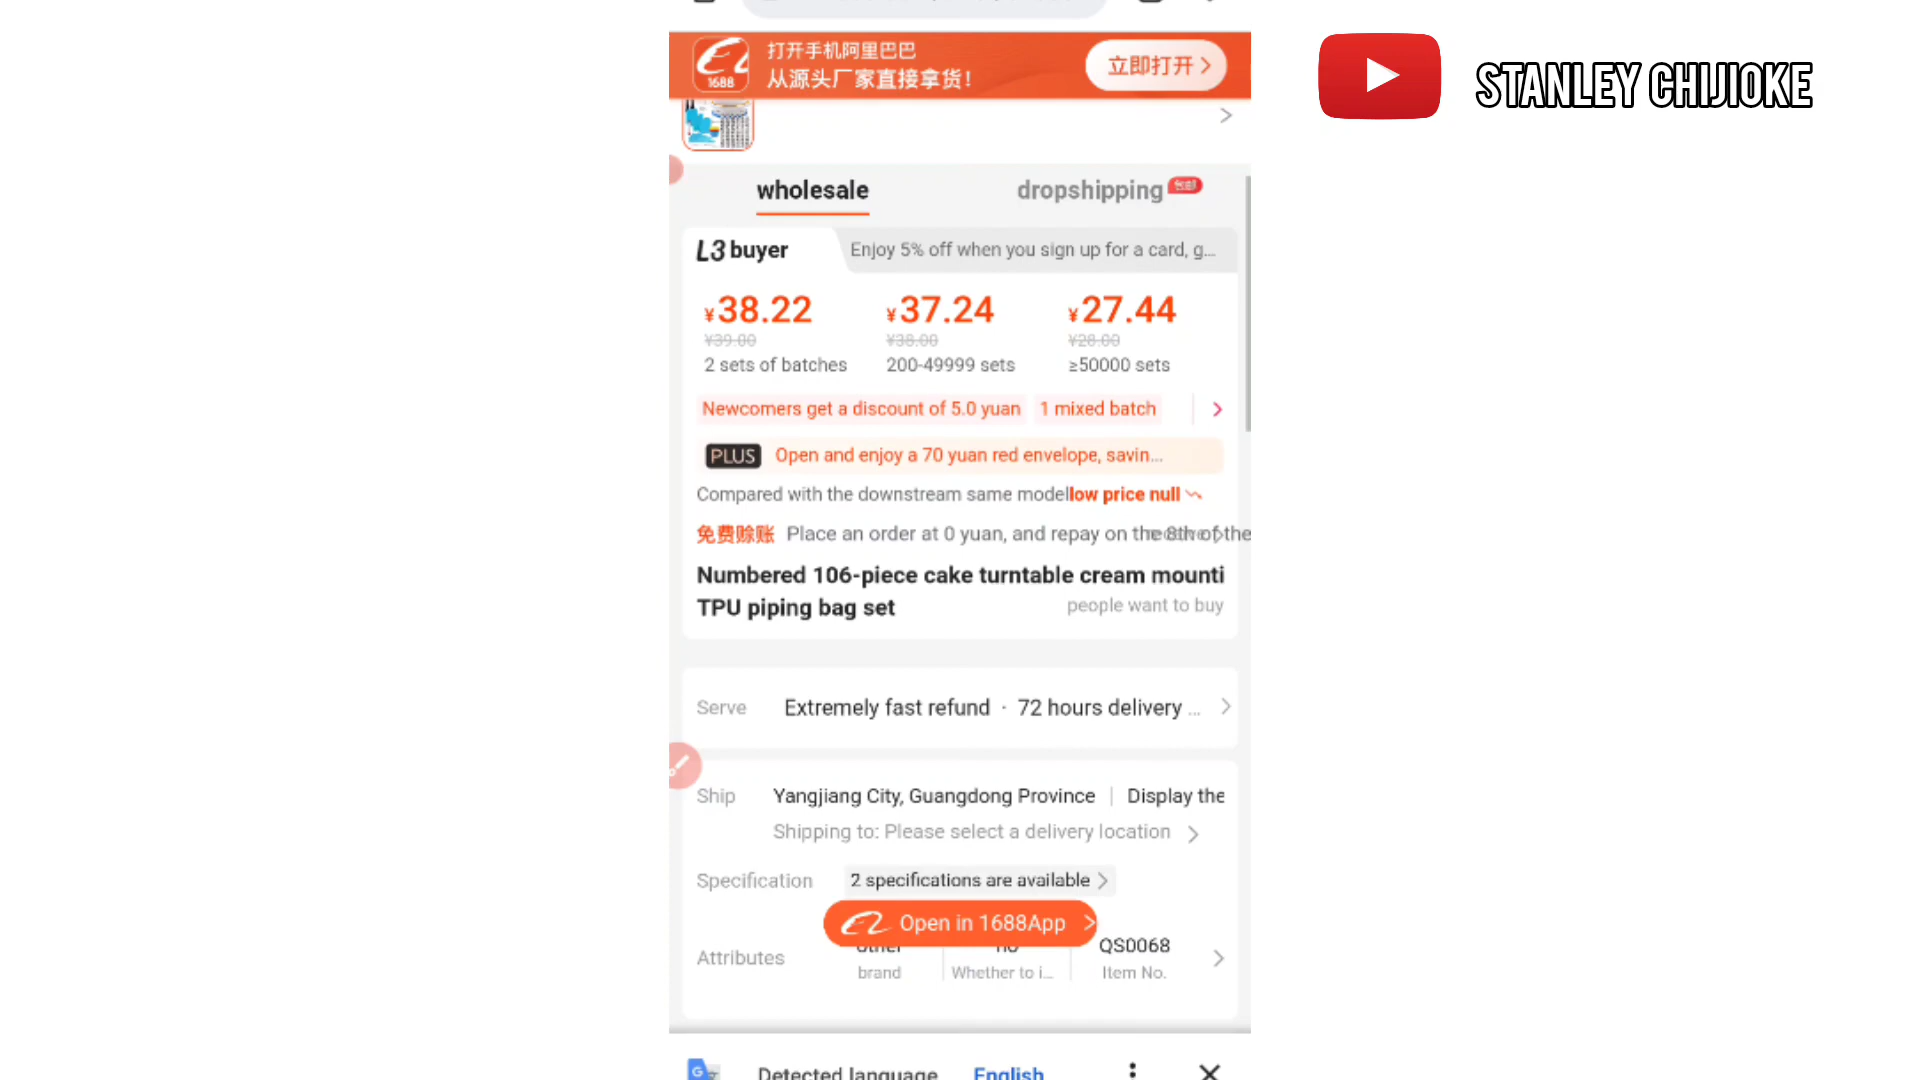 打开手机阿里巴巴
从源头厂家直接拿货!
立即打开
1688
STANLEY CHIJIOKE
wholesale
dropshipping
L3 buyer
Enjoy 5% off when you sign up for a card, g...
¥38.22
¥37.24
¥27.44
¥39.00
¥38.00
¥28.00
2 sets of batches
200-49999 sets
≥50000 sets
Newcomers get a discount of 5.0 yuan
1 mixed batch
PLUS
Open and enjoy a 70 yuan red envelope, savin...
Compared with the downstream same model low price null
免费赊账 Place an order at 0 yuan, and repay on the 8th of the
Numbered 106-piece cake turntable cream mounti
TPU piping bag set
people want to buy
Serve
Extremely fast refund · 72 hours delivery ...
Ship
Yangjiang City, Guangdong Province | Display the
Shipping to: Please select a delivery location
Specification
2 specifications are available
Open in 1688App
Attributes
QS0068
brand
Whether to i...
Item No.
Detected language
English